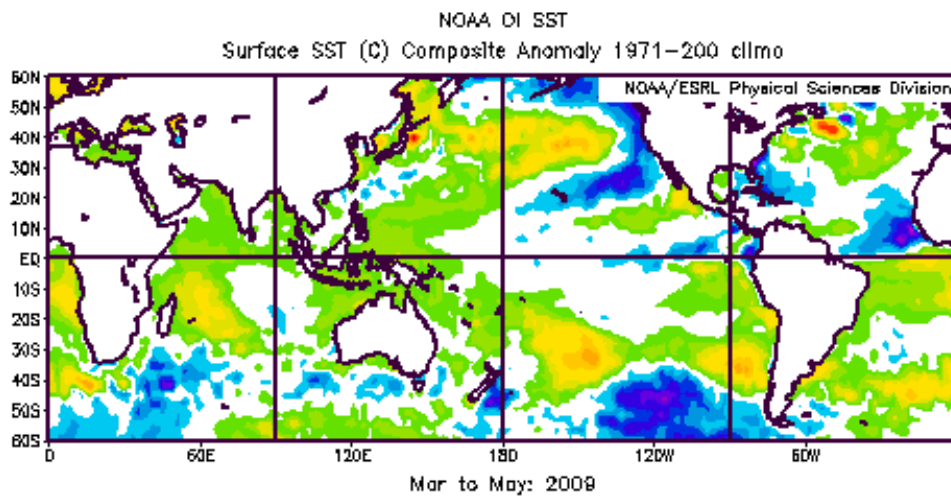 NOAA OI SST
Surface SST (C) Composite Anomaly 1971-200 climo
NOAA/ESRL Physical Sciences Division
60N
50N
40N
30N
20N
10N
EQ
10S
20S
30S
40S
50S
60S
0 60E 120E 180 120W 60W
Mar to May: 2009